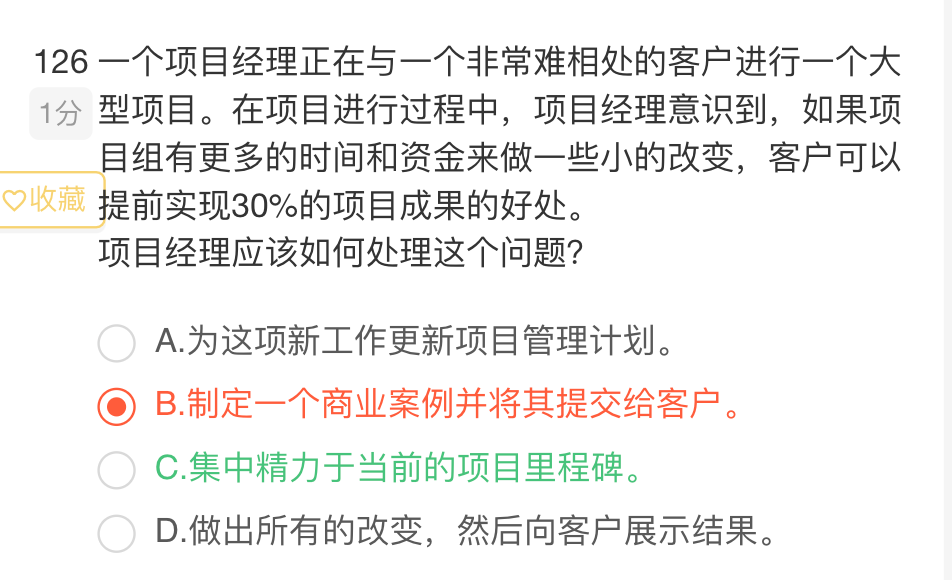 126 一个项目经理正在与一个非常难相处的客户进行一个大
1分 型项目。在项目进行过程中，项目经理意识到，如果项
目组有更多的时间和资金来做一些小的改变，客户可以
收藏 提前实现30%的项目成果的好处。
项目经理应该如何处理这个问题？
A.为这项新工作更新项目管理计划。
B.制定一个商业案例并将其提交给客户。
C.集中精力于当前的项目里程碑。
D.做出所有的改变，然后向客户展示结果。